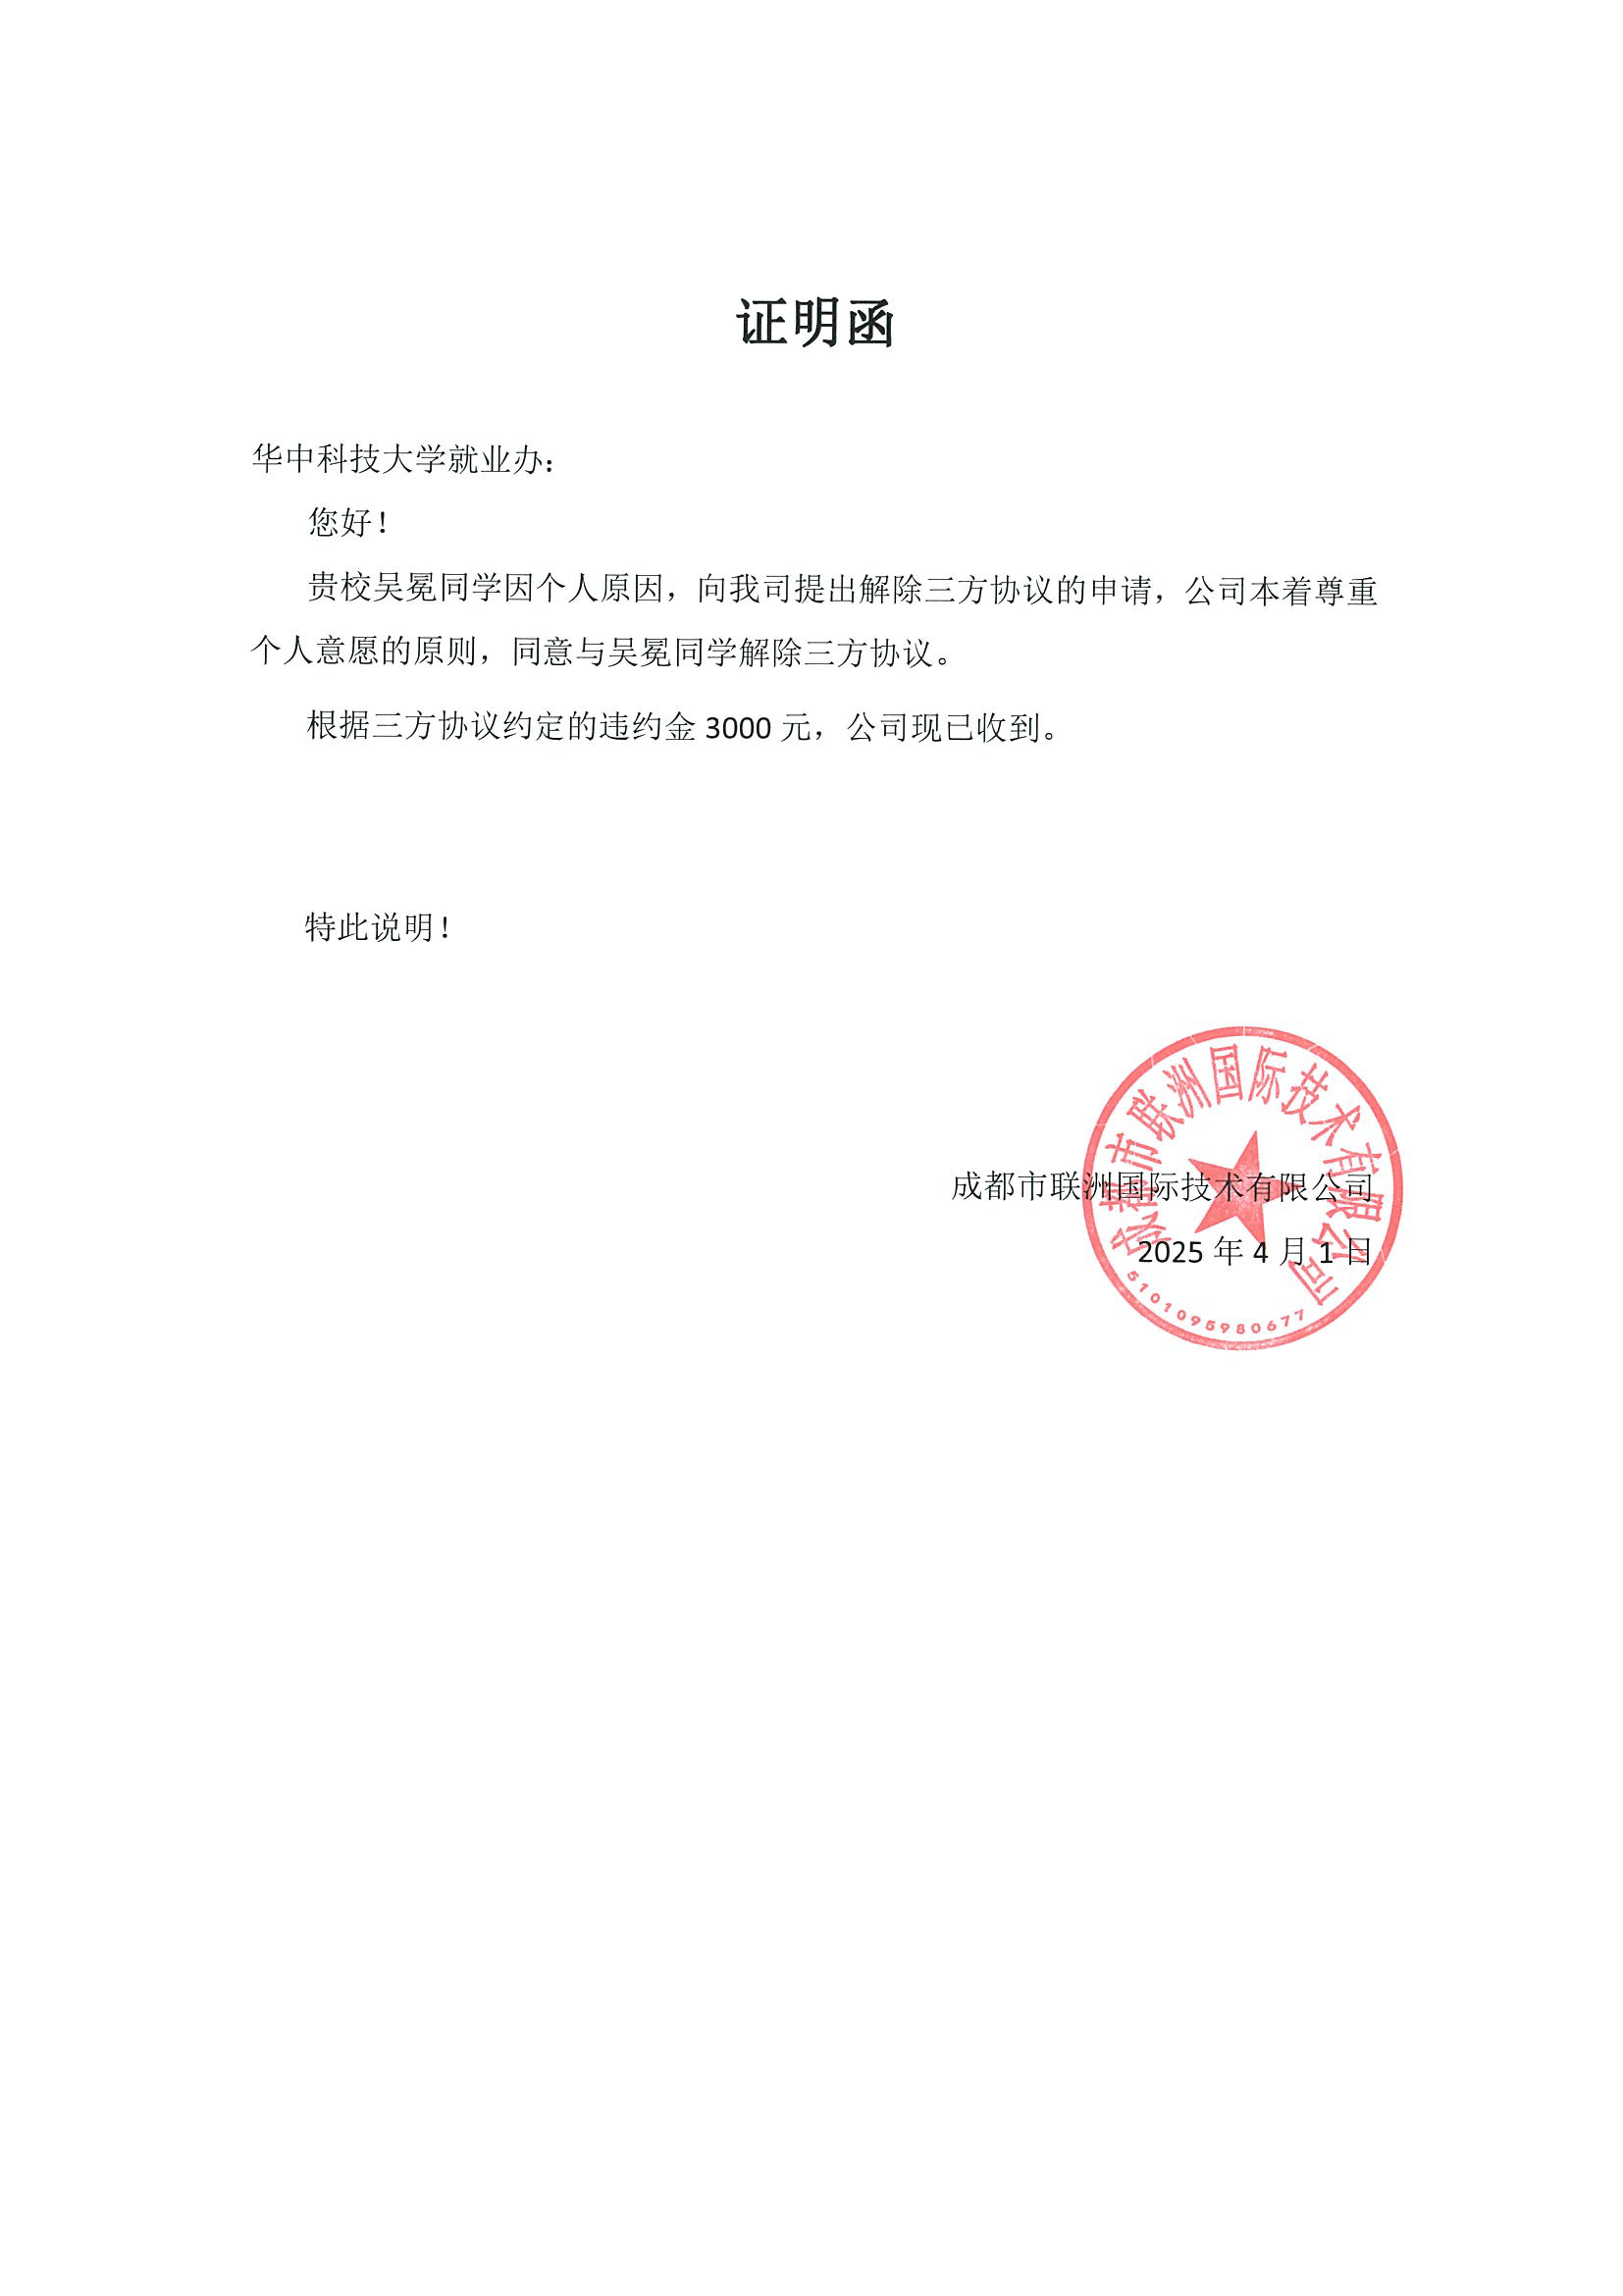 证明函
华中科技大学就业办：
您好！
贵校吴冕同学因个人原因，向我司提出解除三方协议的申请，公司本着尊重
个人意愿的原则，同意与吴冕同学解除三方协议。
根据三方协议约定的违约金 3000 元，公司现已收到。
特此说明！
成都市联洲国际技术有限公司
成都市联洲国际技术有限公司
2025 年 4 月 1 日
5101095980677